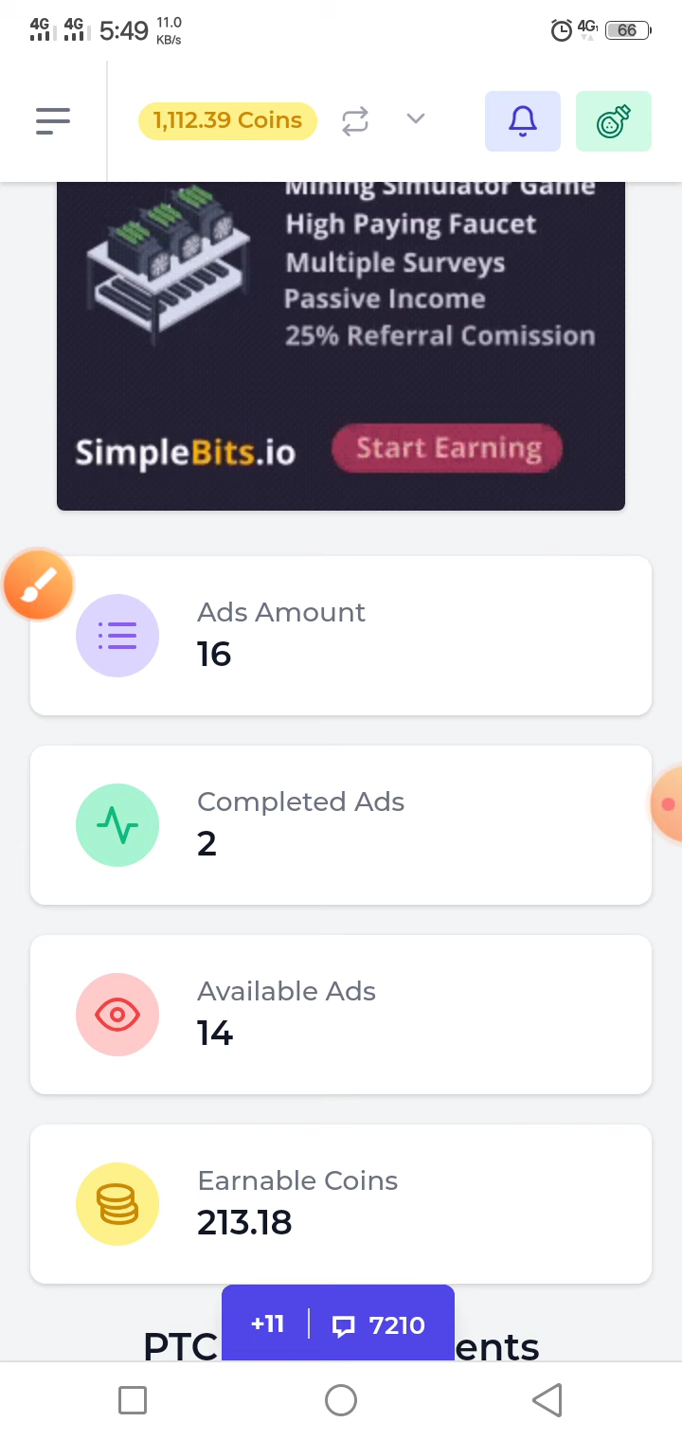 4G 4G 5:49 11.0 KB/s 4G 66
1,112.39 Coins
Mining Simulator Game
High Paying Faucet
Multiple Surveys
Passive Income
25% Referral Comission
SimpleBits.io Start Earning
Ads Amount
16
Completed Ads
2
Available Ads
14
Earnable Coins
213.18
+11 7210
PTC ents